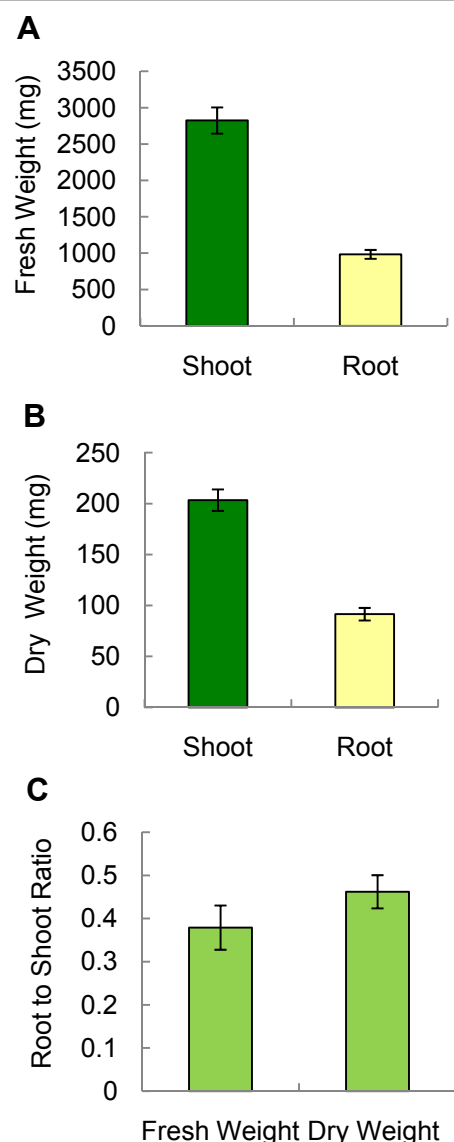 A
Fresh Weight (mg)
3500
3000
2500
2000
1500
1000
500
0
Shoot Root
B
Dry Weight (mg)
250
200
150
100
50
0
Shoot Root
C
Root to Shoot Ratio
0.6
0.5
0.4
0.3
0.2
0.1
0
Fresh Weight Dry Weight